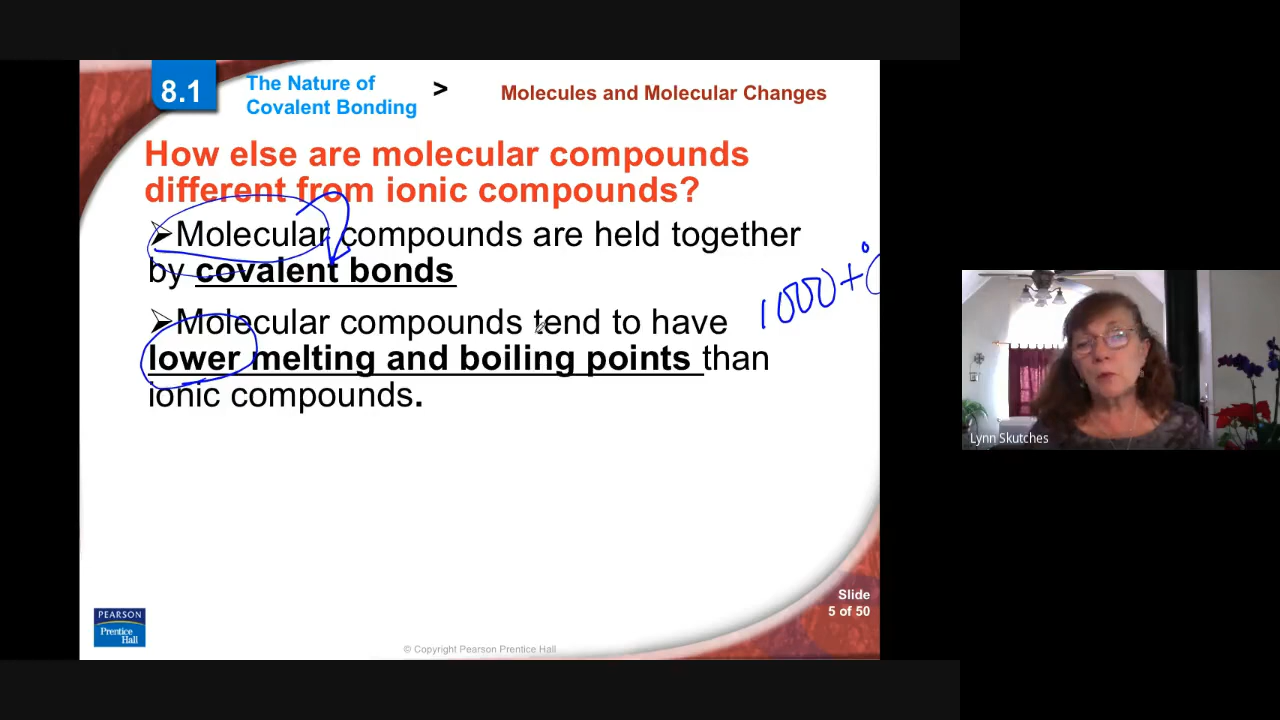 8.1
The Nature of
Covalent Bonding
>
Molecules and Molecular Changes
How else are molecular compounds
different from ionic compounds?
➢Molecular compounds are held together
by covalent bonds
1000+°C
➢Molecular compounds tend to have
lower melting and boiling points than
ionic compounds.
Lynn Skutches
Slide
5 of 50
PEARSON
Prentice
Hall
© Copyright Pearson Prentice Hall